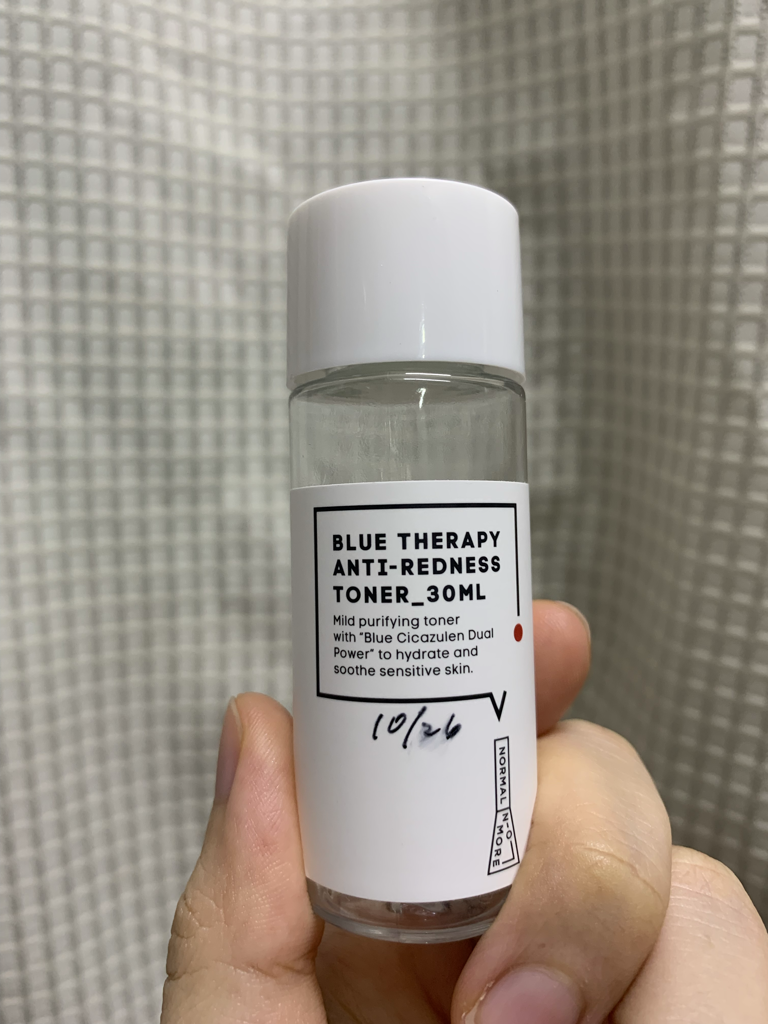 BLUE THERAPY
ANTI-REDNESS
TONER_30ML
Mild purifying toner
with "Blue Cicazulen Dual
Power" to hydrate and
soothe sensitive skin.
10/26
NORMAL
N-O
MORE